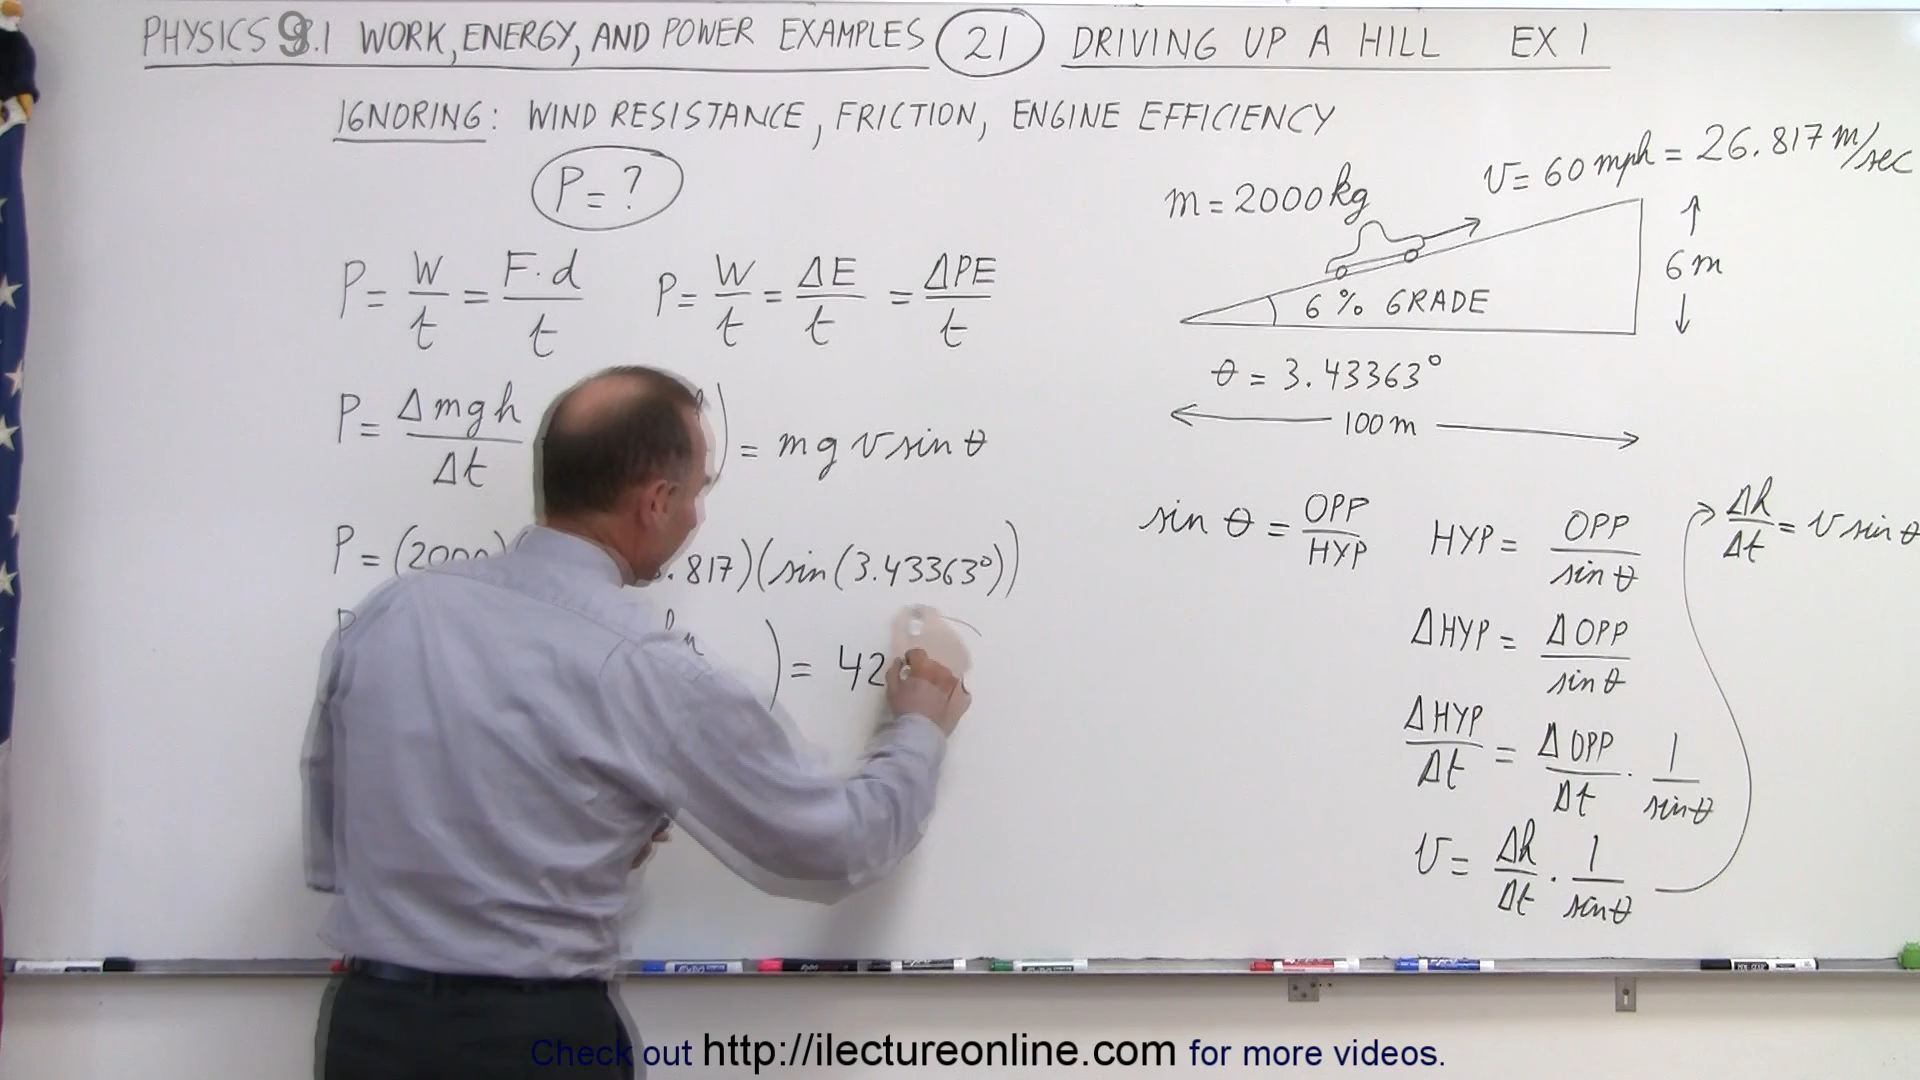 PHYSICS 9.1 WORK, ENERGY, AND POWER EXAMPLES 21 DRIVING UP A HILL EX 1
IGNORING: WIND RESISTANCE, FRICTION, ENGINE EFFICIENCY
P = ?
P = W/t = F·d/t
P = W/t = ΔE/t = ΔPE/t
P = Δmgh/Δt ) = mg v sin θ
P = (2000)( .817)(sin(3.43363°))
P ) = 42
m = 2000 kg
v = 60 mph = 26.817 m/sec
6 m
6% GRADE
θ = 3.43363°
100 m
sin θ = OPP/HYP
HYP = OPP/sin θ
ΔHYP = ΔOPP/sin θ
ΔHYP/Δt = ΔOPP/Δt · 1/sin θ
v = Δh/Δt · 1/sin θ
Δh/Δt = v sin θ
Check out http://ilectureonline.com for more videos.